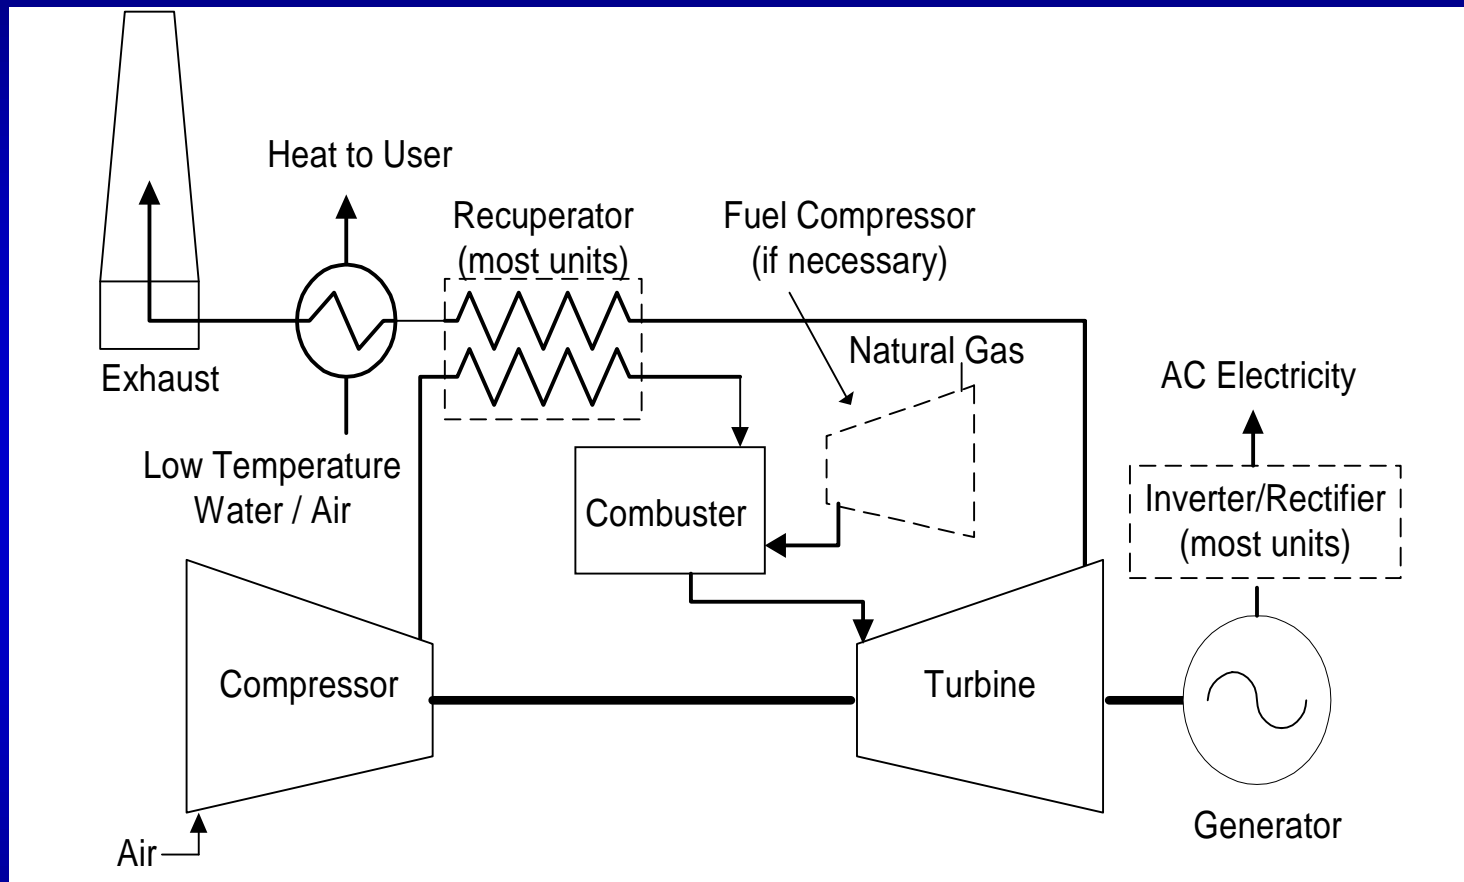 Heat to User
Recuperator
(most units)
Fuel Compressor
(if necessary)
Natural Gas
Exhaust
AC Electricity
Low Temperature
Water / Air
Combuster
Inverter/Rectifier
(most units)
Compressor
Turbine
Generator
Air